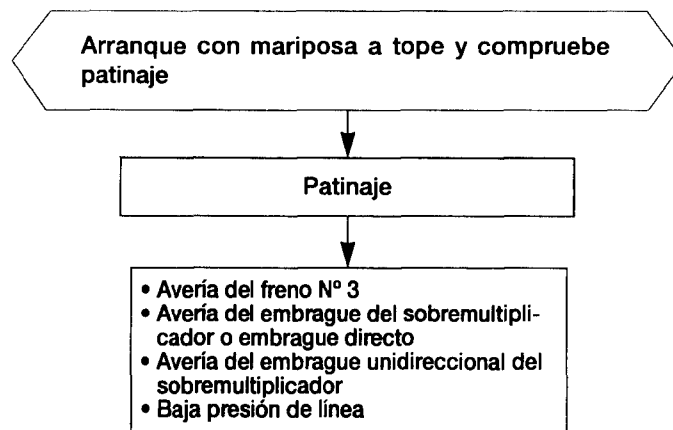 Arranque con mariposa a tope y compruebe
patinaje
Patinaje
• Avería del freno Nº 3
• Avería del embrague del sobremultipli-
cador o embrague directo
• Avería del embrague unidireccional del
sobremultiplicador
• Baja presión de línea